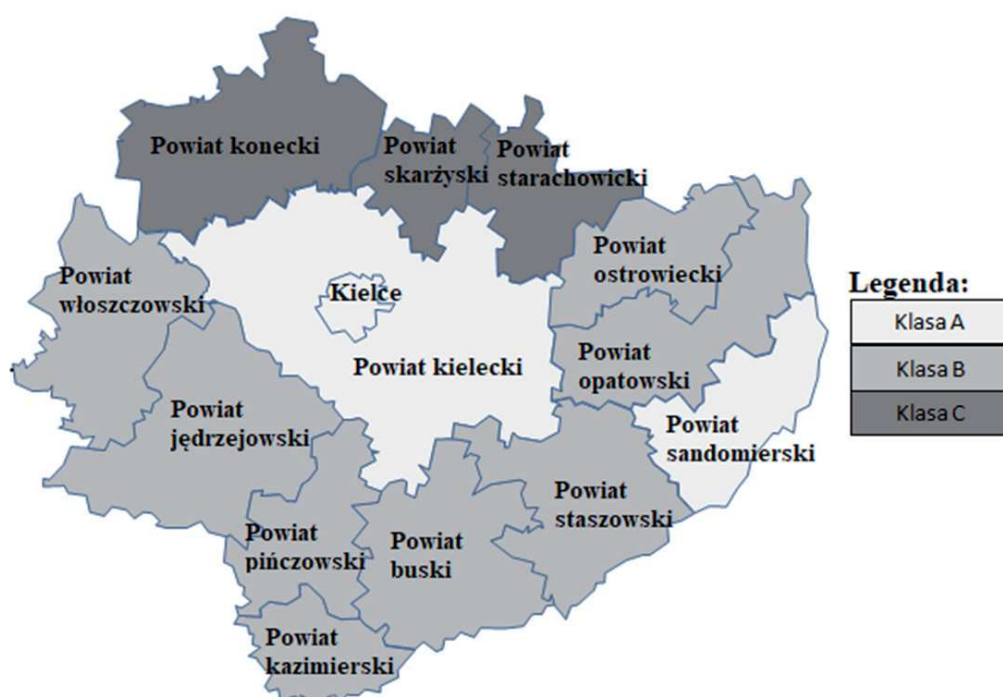 Powiat konecki
Powiat
skarżyski
Powiat
starachowicki
Powiat
ostrowiecki
Powiat
włoszczowski
Kielce
Powiat kielecki
Powiat
opatowski
Powiat
jędrzejowski
Powiat
sandomierski
Powiat
staszowski
Powiat
pińczowski
Powiat
buski
Powiat
kazimierski
Legenda:
Klasa A
Klasa B
Klasa C